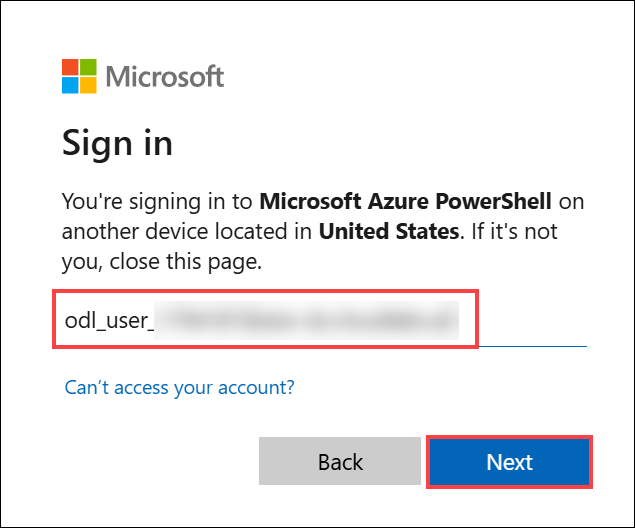 Microsoft
Sign in
You're signing in to Microsoft Azure PowerShell on
another device located in United States. If it's not
you, close this page.
odl_user_
Can’t access your account?
Back
Next